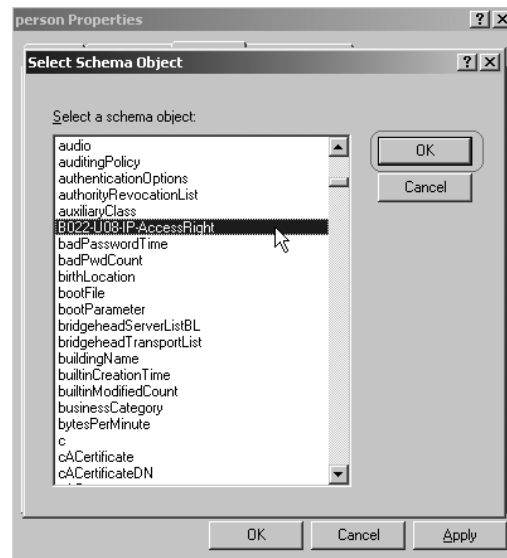 person Properties
Select Schema Object
Select a schema object:
audio
auditingPolicy
authenticationOptions
authorityRevocationList
auxiliaryClass
B022-U08-IP-AccessRight
badPasswordTime
badPwdCount
birthLocation
bootFile
bootParameter
bridgeheadServerListBL
bridgeheadTransportList
buildingName
builtinCreationTime
builtinModifiedCount
businessCategory
bytesPerMinute
c
cACertificate
cACertificateDN
OK
Cancel
OK
Cancel
Apply